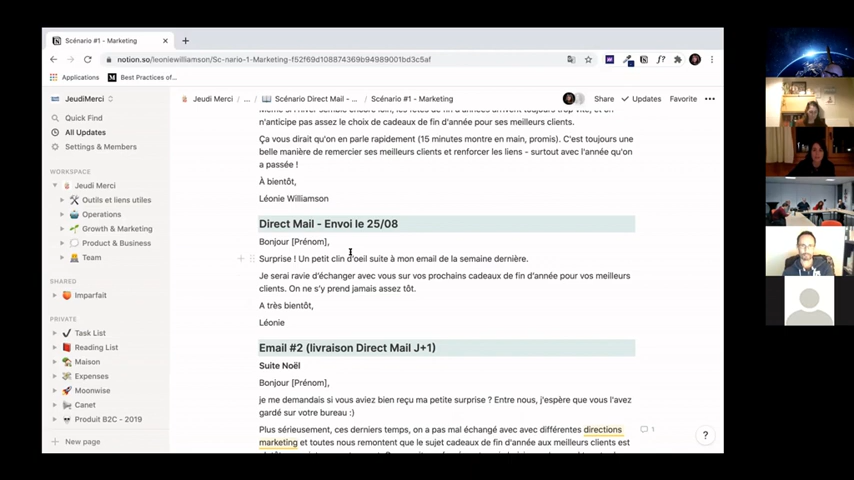 Scénario #1 - Marketing
notion.so/leoniewilliamson/Sc-nario-1-Marketing-f52f69d108874369b94989001bd3c5af
Applications
Best Practices of...
JeudiMerci
Jeudi Merci / ... / Scénario Direct Mail - ... / Scénario #1 - Marketing
Share
Updates
Favorite
Quick Find
All Updates
Settings & Members
WORKSPACE
Jeudi Merci
Outils et liens utiles
Operations
Growth & Marketing
Product & Business
Team
SHARED
Imparfait
PRIVATE
Task List
Reading List
Maison
Expenses
Moonwise
Canet
Produit B2C - 2019
New page
n'anticipe pas assez le choix de cadeaux de fin d'année pour ses meilleurs clients.
Ça vous dirait qu'on en parle rapidement (15 minutes montre en main, promis). C'est toujours une
belle manière de remercier ses meilleurs clients et renforcer les liens - surtout avec l'année qu'on
a passée !
À bientôt,
Léonie Williamson
Direct Mail - Envoi le 25/08
Bonjour [Prénom],
Surprise ! Un petit clin d'oeil suite à mon email de la semaine dernière.
Je serai ravie d'échanger avec vous sur vos prochains cadeaux de fin d'année pour vos meilleurs
clients. On ne s'y prend jamais assez tôt.
A très bientôt,
Léonie
Email #2 (livraison Direct Mail J+1)
Suite Noël
Bonjour [Prénom],
je me demandais si vous aviez bien reçu ma petite surprise ? Entre nous, j'espère que vous l'avez
gardé sur votre bureau :)
Plus sérieusement, ces derniers temps, on a pas mal échangé avec avec différentes directions
marketing et toutes nous remontent que le sujet cadeaux de fin d'année aux meilleurs clients est
1
?